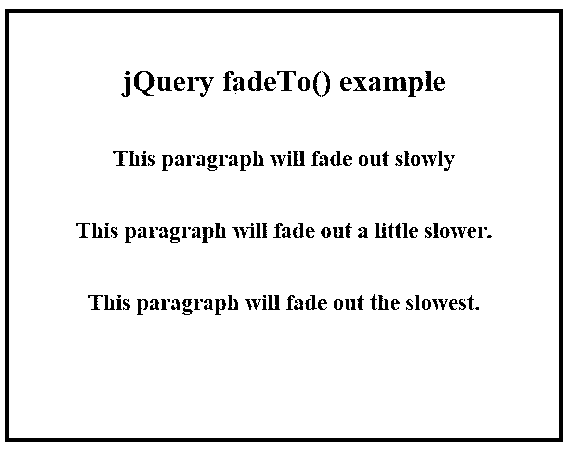 jQuery fadeTo() example
This paragraph will fade out slowly
This paragraph will fade out a little slower.
This paragraph will fade out the slowest.